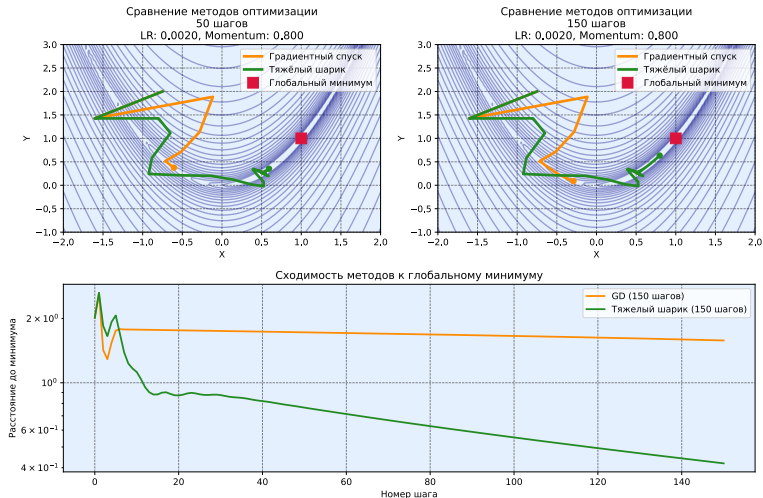 Сравнение методов оптимизации
50 шагов
LR: 0.0020, Momentum: 0.800
Градиентный спуск
Тяжёлый шарик
Глобальный минимум
3.0
2.5
2.0
1.5
1.0
0.5
0.0
−0.5
−1.0
Y
−2.0 −1.5 −1.0 −0.5 0.0 0.5 1.0 1.5 2.0
X
Сравнение методов оптимизации
150 шагов
LR: 0.0020, Momentum: 0.800
Градиентный спуск
Тяжёлый шарик
Глобальный минимум
3.0
2.5
2.0
1.5
1.0
0.5
0.0
−0.5
−1.0
Y
−2.0 −1.5 −1.0 −0.5 0.0 0.5 1.0 1.5 2.0
X
Сходимость методов к глобальному минимуму
GD (150 шагов)
Тяжелый шарик (150 шагов)
2 × 10⁰
10⁰
6 × 10⁻¹
4 × 10⁻¹
Расстояние до минимума
0 20 40 60 80 100 120 140
Номер шага